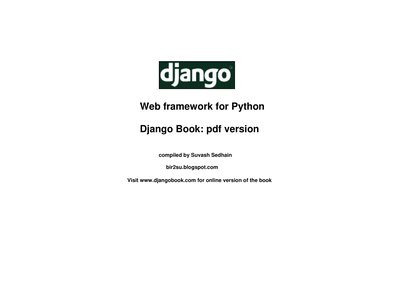 django
Web framework for Python
Django Book: pdf version
compiled by Suvash Sedhain
bir2su.blogspot.com
Visit www.djangobook.com for online version of the book